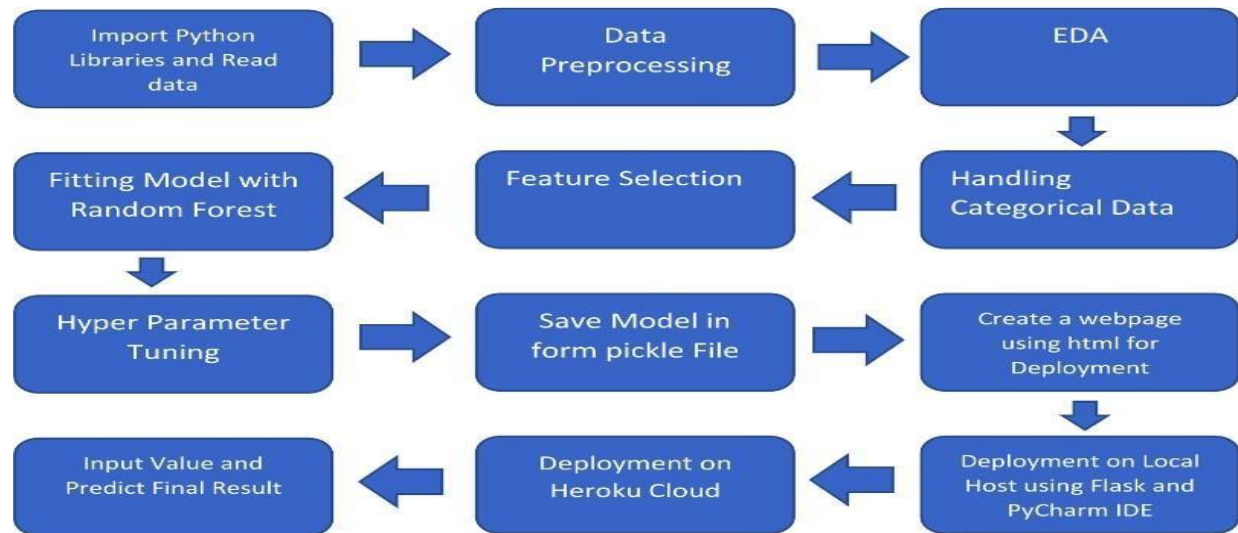 Import Python
Libraries and Read
data
Data
Preprocessing
EDA
Handling
Categorical Data
Feature Selection
Fitting Model with
Random Forest
Hyper Parameter
Tuning
Save Model in
form pickle File
Create a webpage
using html for
Deployment
Deployment on Local
Host using Flask and
PyCharm IDE
Deployment on
Heroku Cloud
Input Value and
Predict Final Result